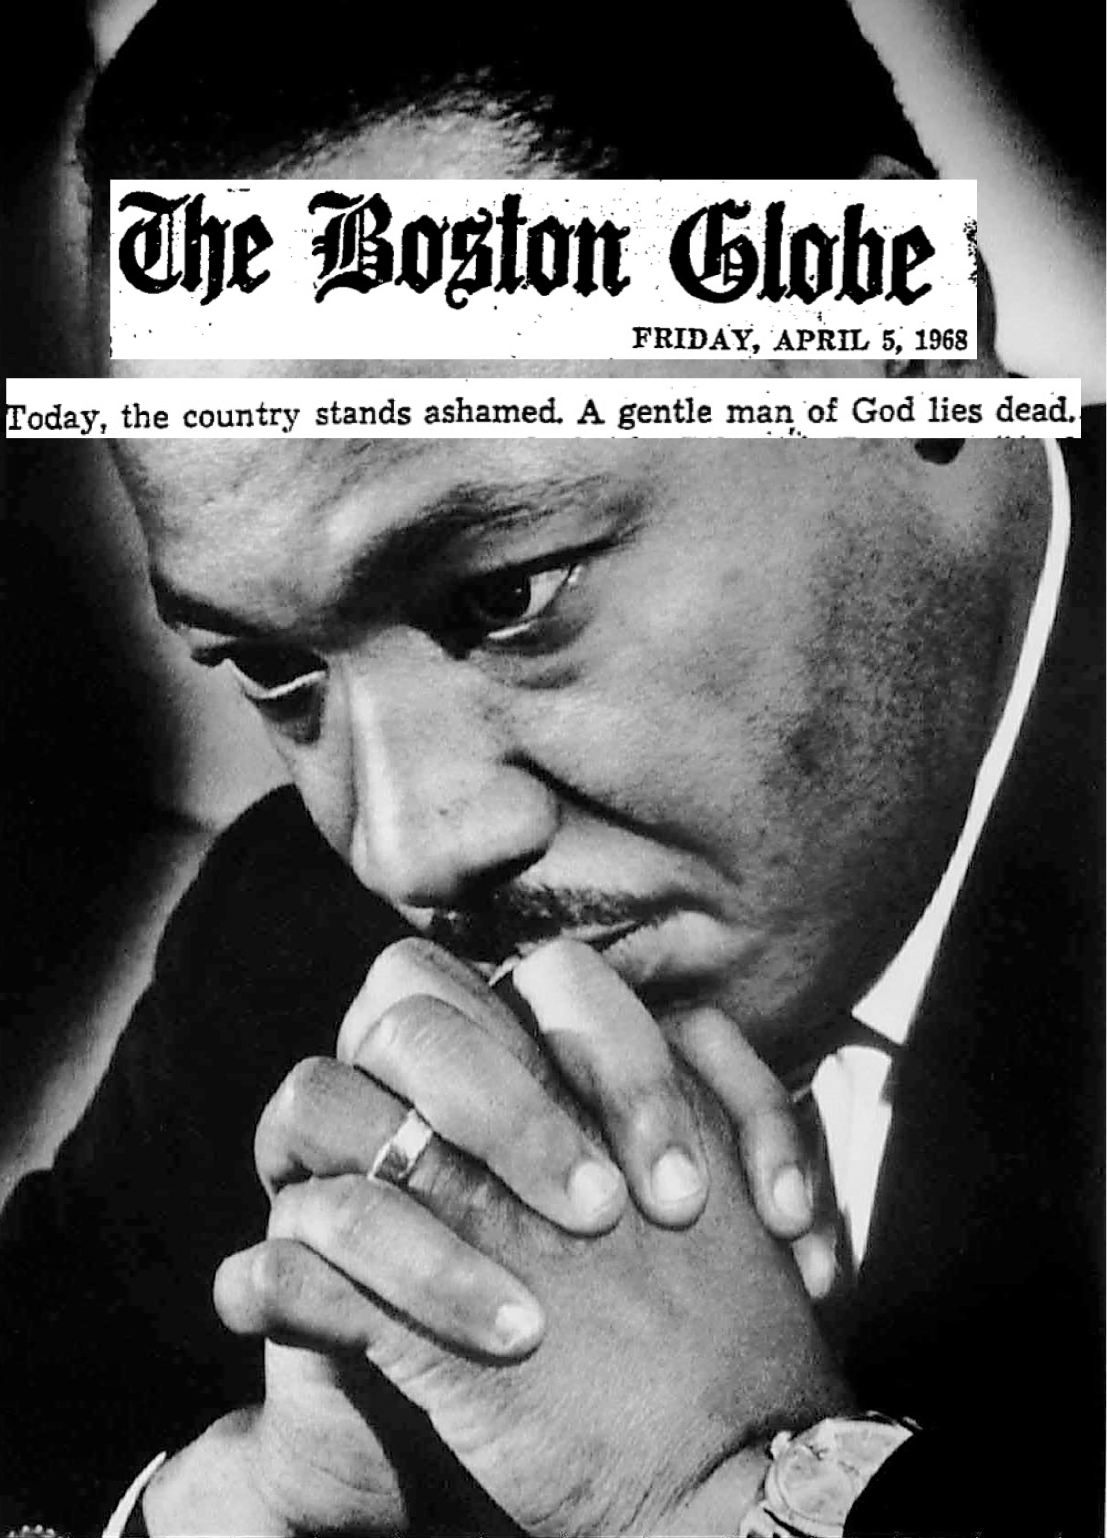 The Boston Globe
FRIDAY, APRIL 5, 1968
Today, the country stands ashamed. A gentle man of God lies dead.